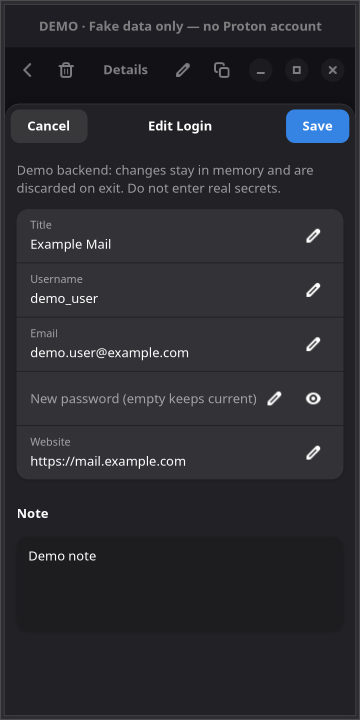 DEMO · Fake data only — no Proton account
Details
Cancel
Edit Login
Save
Demo backend: changes stay in memory and are
discarded on exit. Do not enter real secrets.
Title
Example Mail
Username
demo_user
Email
demo.user@example.com
New password (empty keeps current)
Website
https://mail.example.com
Note
Demo note